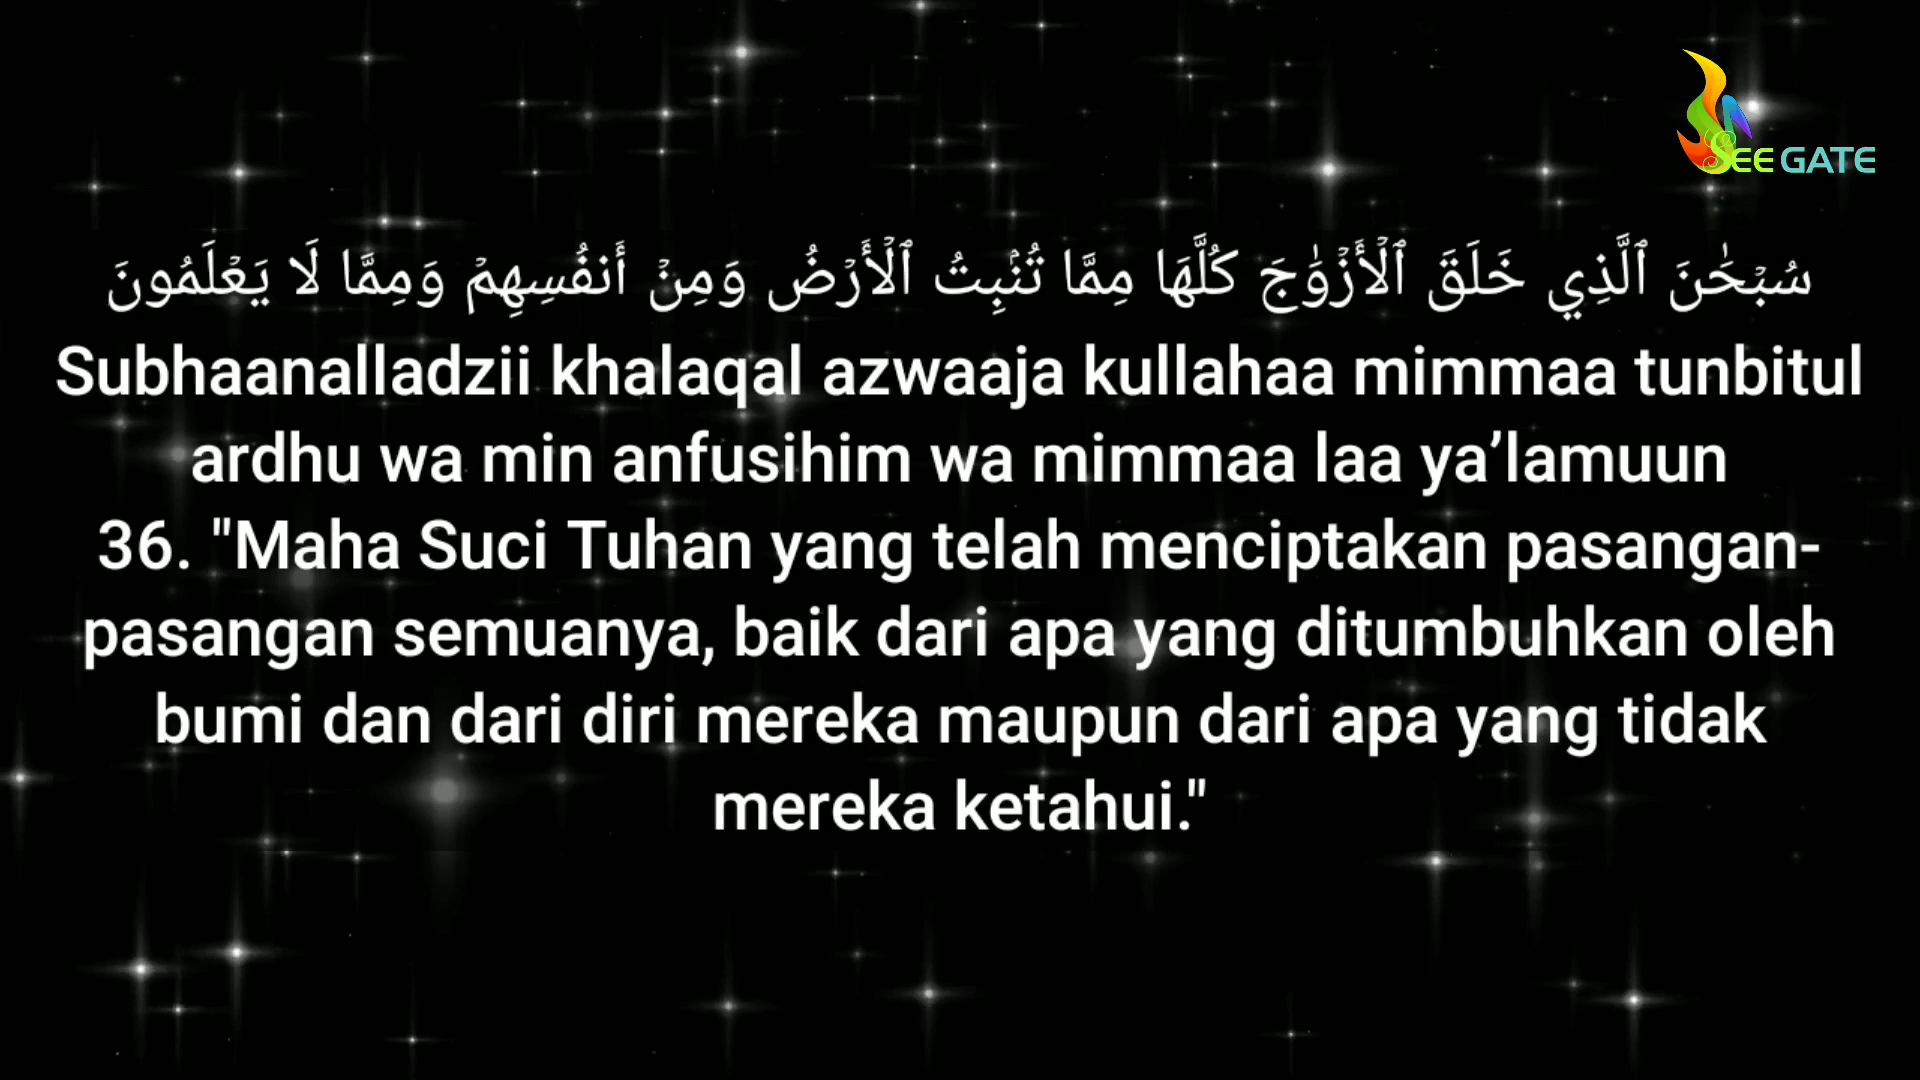 SEE GATE
سُبۡحَٰنَ ٱلَّذِي خَلَقَ ٱلۡأَزۡوَٰجَ كُلَّهَا مِمَّا تُنۢبِتُ ٱلۡأَرۡضُ وَمِنۡ أَنفُسِهِمۡ وَمِمَّا لَا يَعۡلَمُونَ
Subhaanalladzii khalaqal azwaaja kullahaa mimmaa tunbitul
ardhu wa min anfusihim wa mimmaa laa ya’lamuun
36. "Maha Suci Tuhan yang telah menciptakan pasangan-
pasangan semuanya, baik dari apa yang ditumbuhkan oleh
bumi dan dari diri mereka maupun dari apa yang tidak
mereka ketahui."